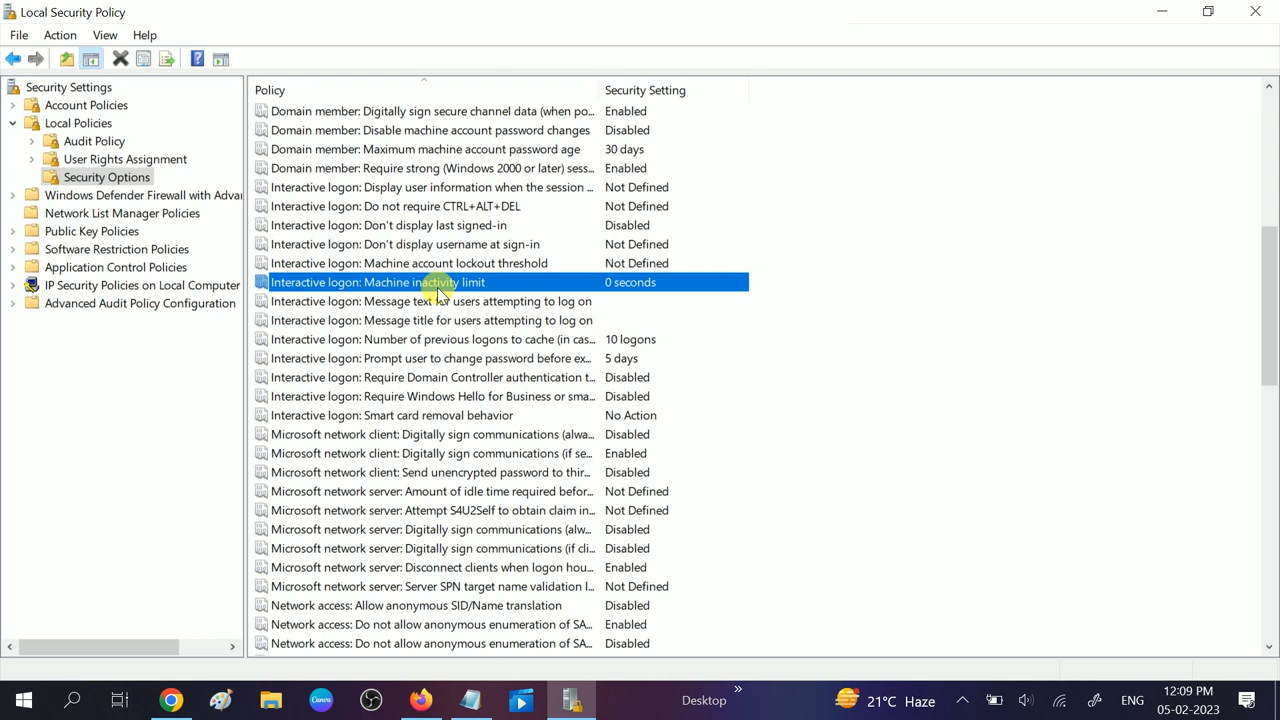 Local Security Policy
File Action View Help
Security Settings
Account Policies
Local Policies
Audit Policy
User Rights Assignment
Security Options
Windows Defender Firewall with Adva
Network List Manager Policies
Public Key Policies
Software Restriction Policies
Application Control Policies
IP Security Policies on Local Computer
Advanced Audit Policy Configuration
Policy Security Setting
Domain member: Digitally sign secure channel data (when po... Enabled
Domain member: Disable machine account password changes Disabled
Domain member: Maximum machine account password age 30 days
Domain member: Require strong (Windows 2000 or later) sess... Enabled
Interactive logon: Display user information when the session ... Not Defined
Interactive logon: Do not require CTRL+ALT+DEL Not Defined
Interactive logon: Don't display last signed-in Disabled
Interactive logon: Don't display username at sign-in Not Defined
Interactive logon: Machine account lockout threshold Not Defined
Interactive logon: Machine inactivity limit 0 seconds
Interactive logon: Message text for users attempting to log on
Interactive logon: Message title for users attempting to log on
Interactive logon: Number of previous logons to cache (in cas... 10 logons
Interactive logon: Prompt user to change password before ex... 5 days
Interactive logon: Require Domain Controller authentication t... Disabled
Interactive logon: Require Windows Hello for Business or sma... Disabled
Interactive logon: Smart card removal behavior No Action
Microsoft network client: Digitally sign communications (alwa... Disabled
Microsoft network client: Digitally sign communications (if se... Enabled
Microsoft network client: Send unencrypted password to thir... Disabled
Microsoft network server: Amount of idle time required befor... Not Defined
Microsoft network server: Attempt S4U2Self to obtain claim in... Not Defined
Microsoft network server: Digitally sign communications (alw... Disabled
Microsoft network server: Digitally sign communications (if cli... Disabled
Microsoft network server: Disconnect clients when logon hou... Enabled
Microsoft network server: Server SPN target name validation l... Not Defined
Network access: Allow anonymous SID/Name translation Disabled
Network access: Do not allow anonymous enumeration of SA... Enabled
Network access: Do not allow anonymous enumeration of SA... Disabled
Canva
Desktop
21°C Haze
ENG
12:09 PM
05-02-2023